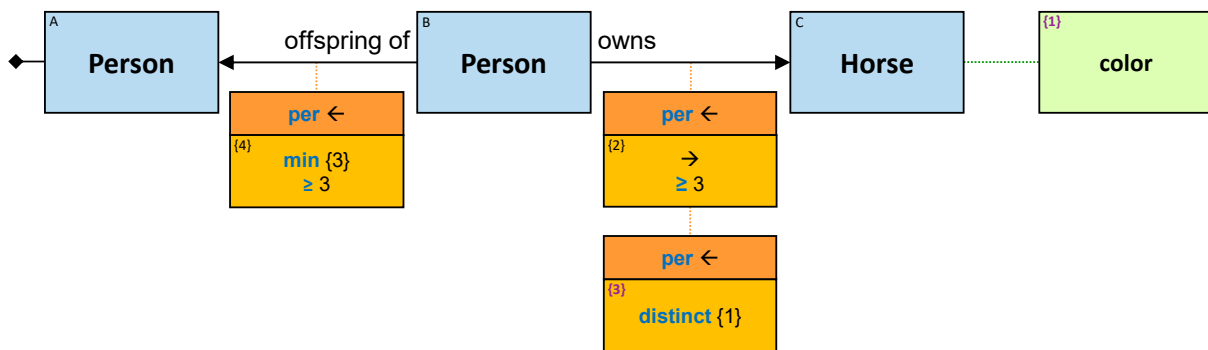 A
Person
offspring of
B
Person
owns
C
Horse
{1}
color
per ←
{4}
min {3}
≥ 3
per ←
{2}
→
≥ 3
per ←
{3}
distinct {1}